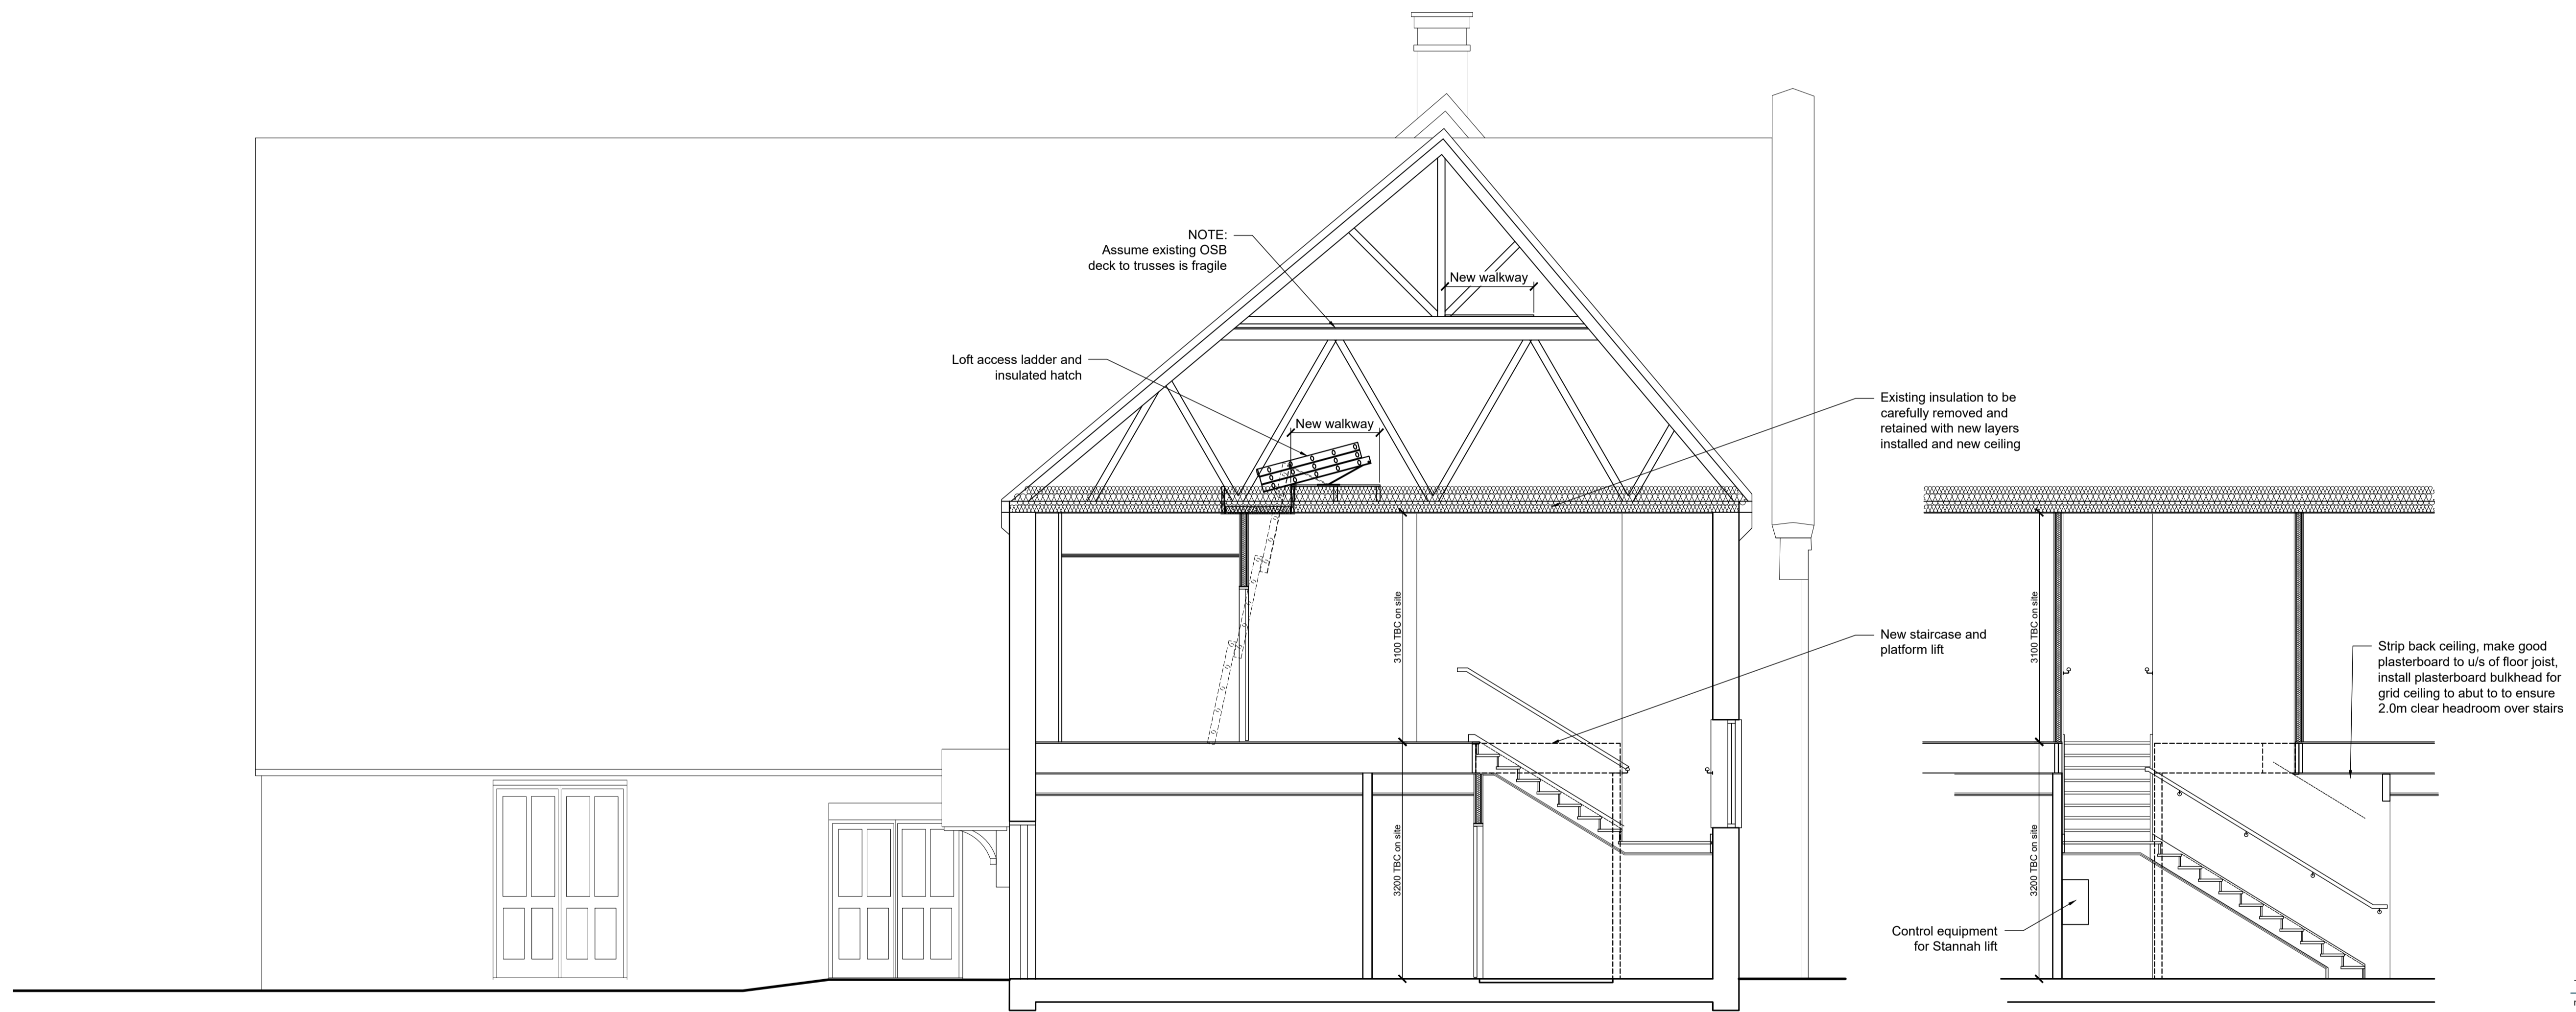 NOTE:
Assume existing OSB
deck to trusses is fragile
New walkway
Loft access ladder and
insulated hatch
New walkway
Existing insulation to be
carefully removed and
retained with new layers
installed and new ceiling
3100 TBC on site
3100 TBC on site
New staircase and
platform lift
Strip back ceiling, make good
plasterboard to u/s of floor joist,
install plasterboard bulkhead for
grid ceiling to abut to to ensure
2.0m clear headroom over stairs
3200 TBC on site
3200 TBC on site
Control equipment
for Stannah lift